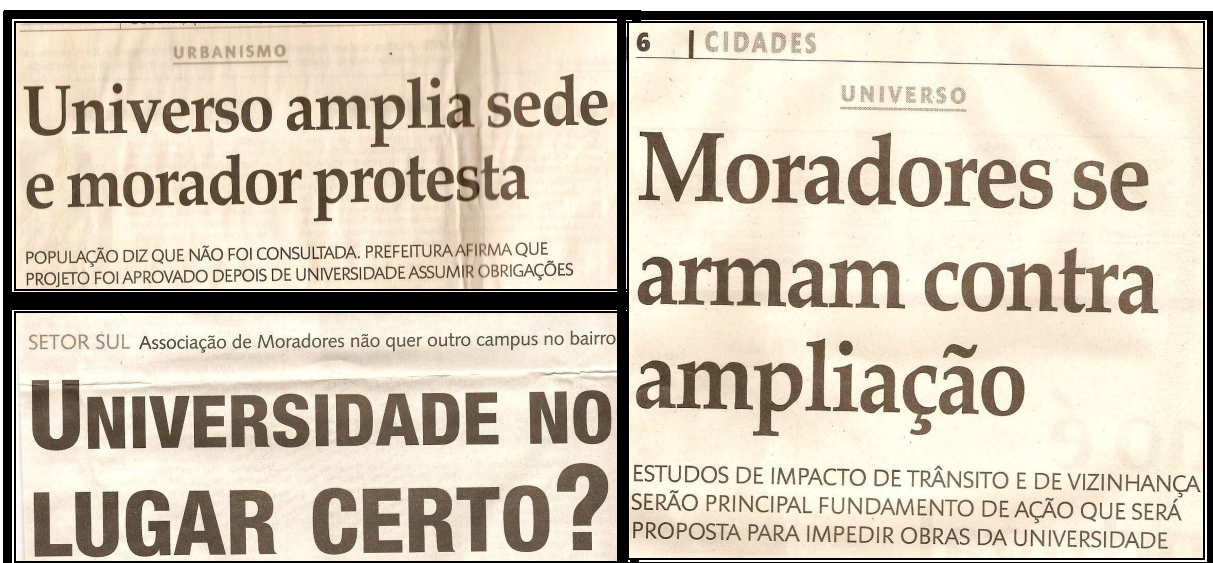 URBANISMO
Universo amplia sede
e morador protesta
POPULAÇÃO DIZ QUE NÃO FOI CONSULTADA. PREFEITURA AFIRMA QUE
PROJETO FOI APROVADO DEPOIS DE UNIVERSIDADE ASSUMIR OBRIGAÇÕES
SETOR SUL Associação de Moradores não quer outro campus no bairro
UNIVERSIDADE NO
LUGAR CERTO?
6 | CIDADES
UNIVERSO
Moradores se
armam contra
ampliação
ESTUDOS DE IMPACTO DE TRÂNSITO E DE VIZINHANÇA
SERÃO PRINCIPAL FUNDAMENTO DE AÇÃO QUE SERÁ
PROPOSTA PARA IMPEDIR OBRAS DA UNIVERSIDADE